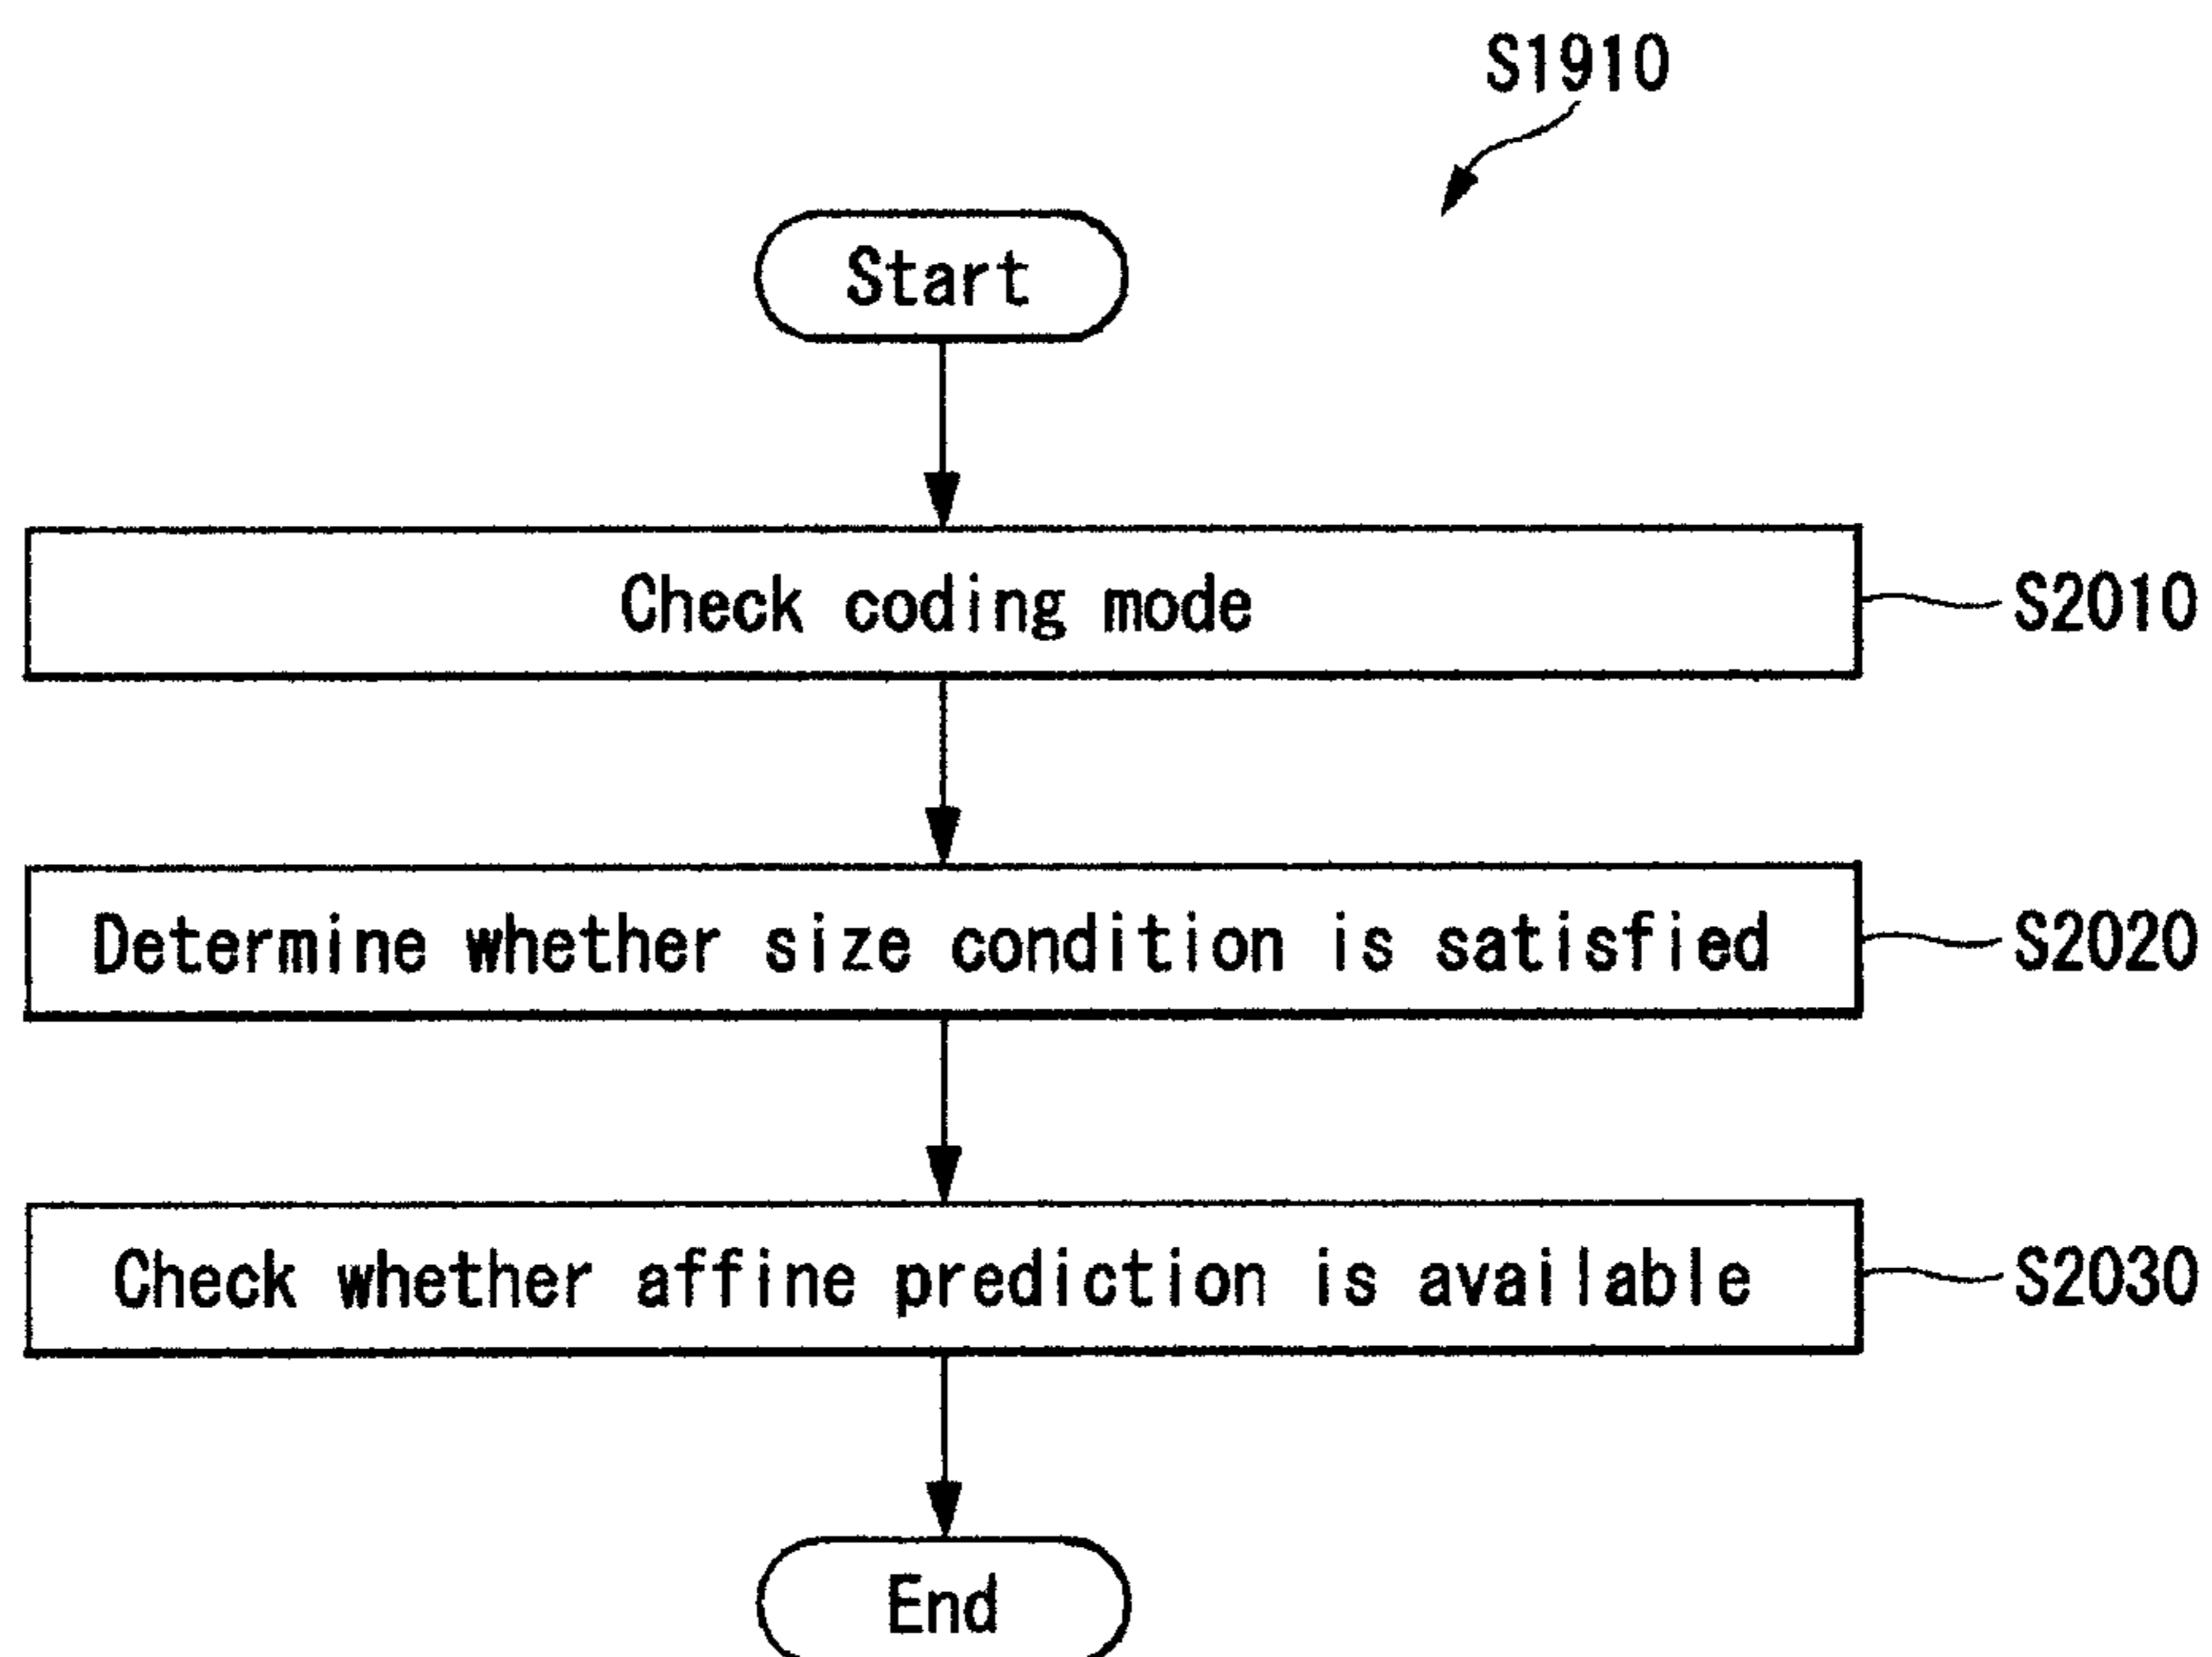 S1910
Start
Check coding mode
S2010
Determine whether size condition is satisfied
S2020
Check whether affine prediction is available
S2030
End